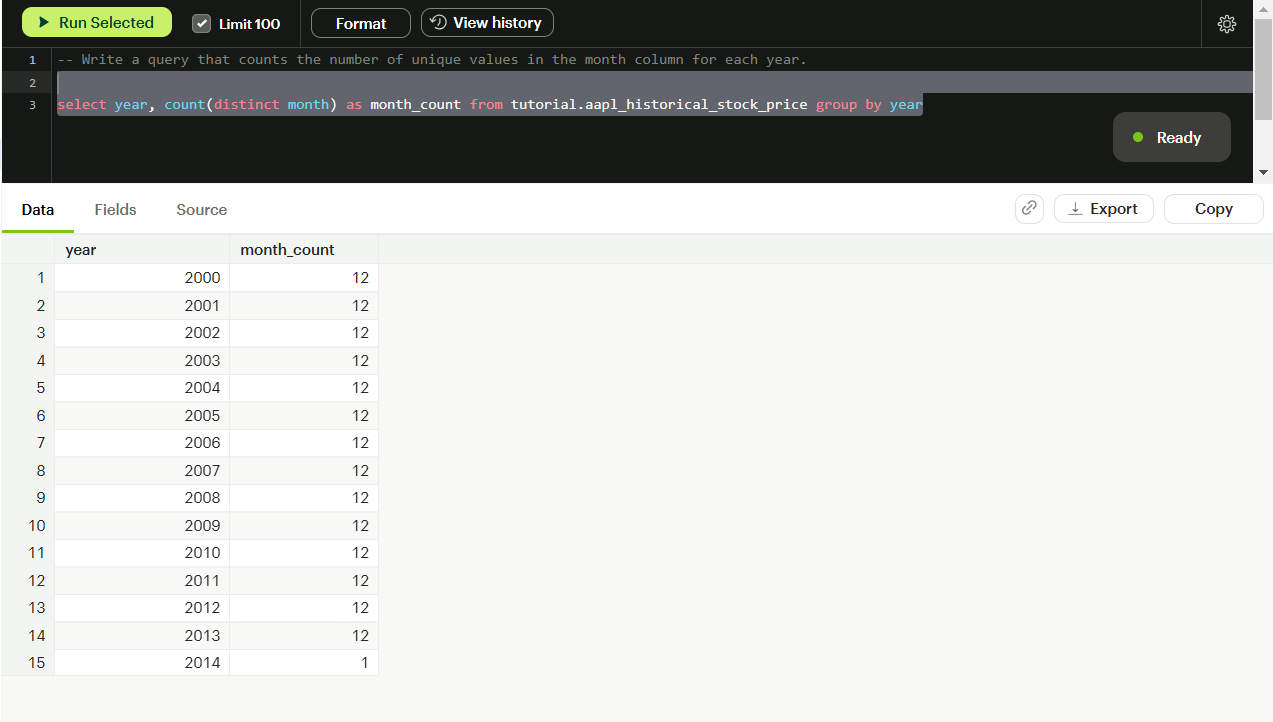 Run Selected Limit 100 Format View history
1 -- Write a query that counts the number of unique values in the month column for each year.
2
3 select year, count(distinct month) as month_count from tutorial.aapl_historical_stock_price group by year
Ready
Data Fields Source Export Copy
year month_count
1 2000 12
2 2001 12
3 2002 12
4 2003 12
5 2004 12
6 2005 12
7 2006 12
8 2007 12
9 2008 12
10 2009 12
11 2010 12
12 2011 12
13 2012 12
14 2013 12
15 2014 1